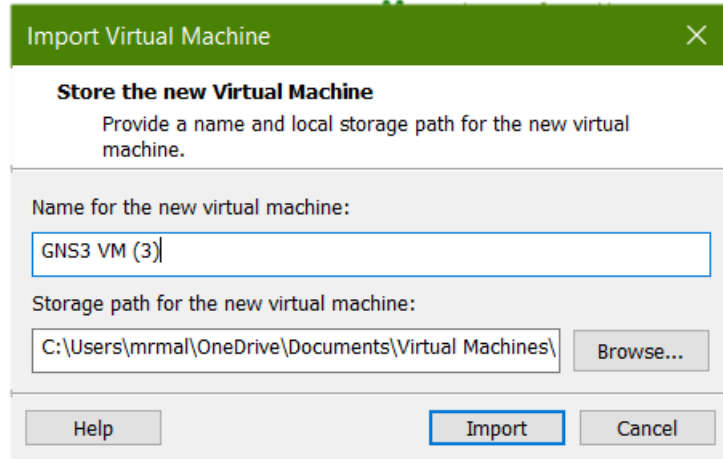 Import Virtual Machine
Store the new Virtual Machine
Provide a name and local storage path for the new virtual
machine.
Name for the new virtual machine:
GNS3 VM (3)
Storage path for the new virtual machine:
C:\Users\mrmal\OneDrive\Documents\Virtual Machines\
Browse...
Help
Import
Cancel